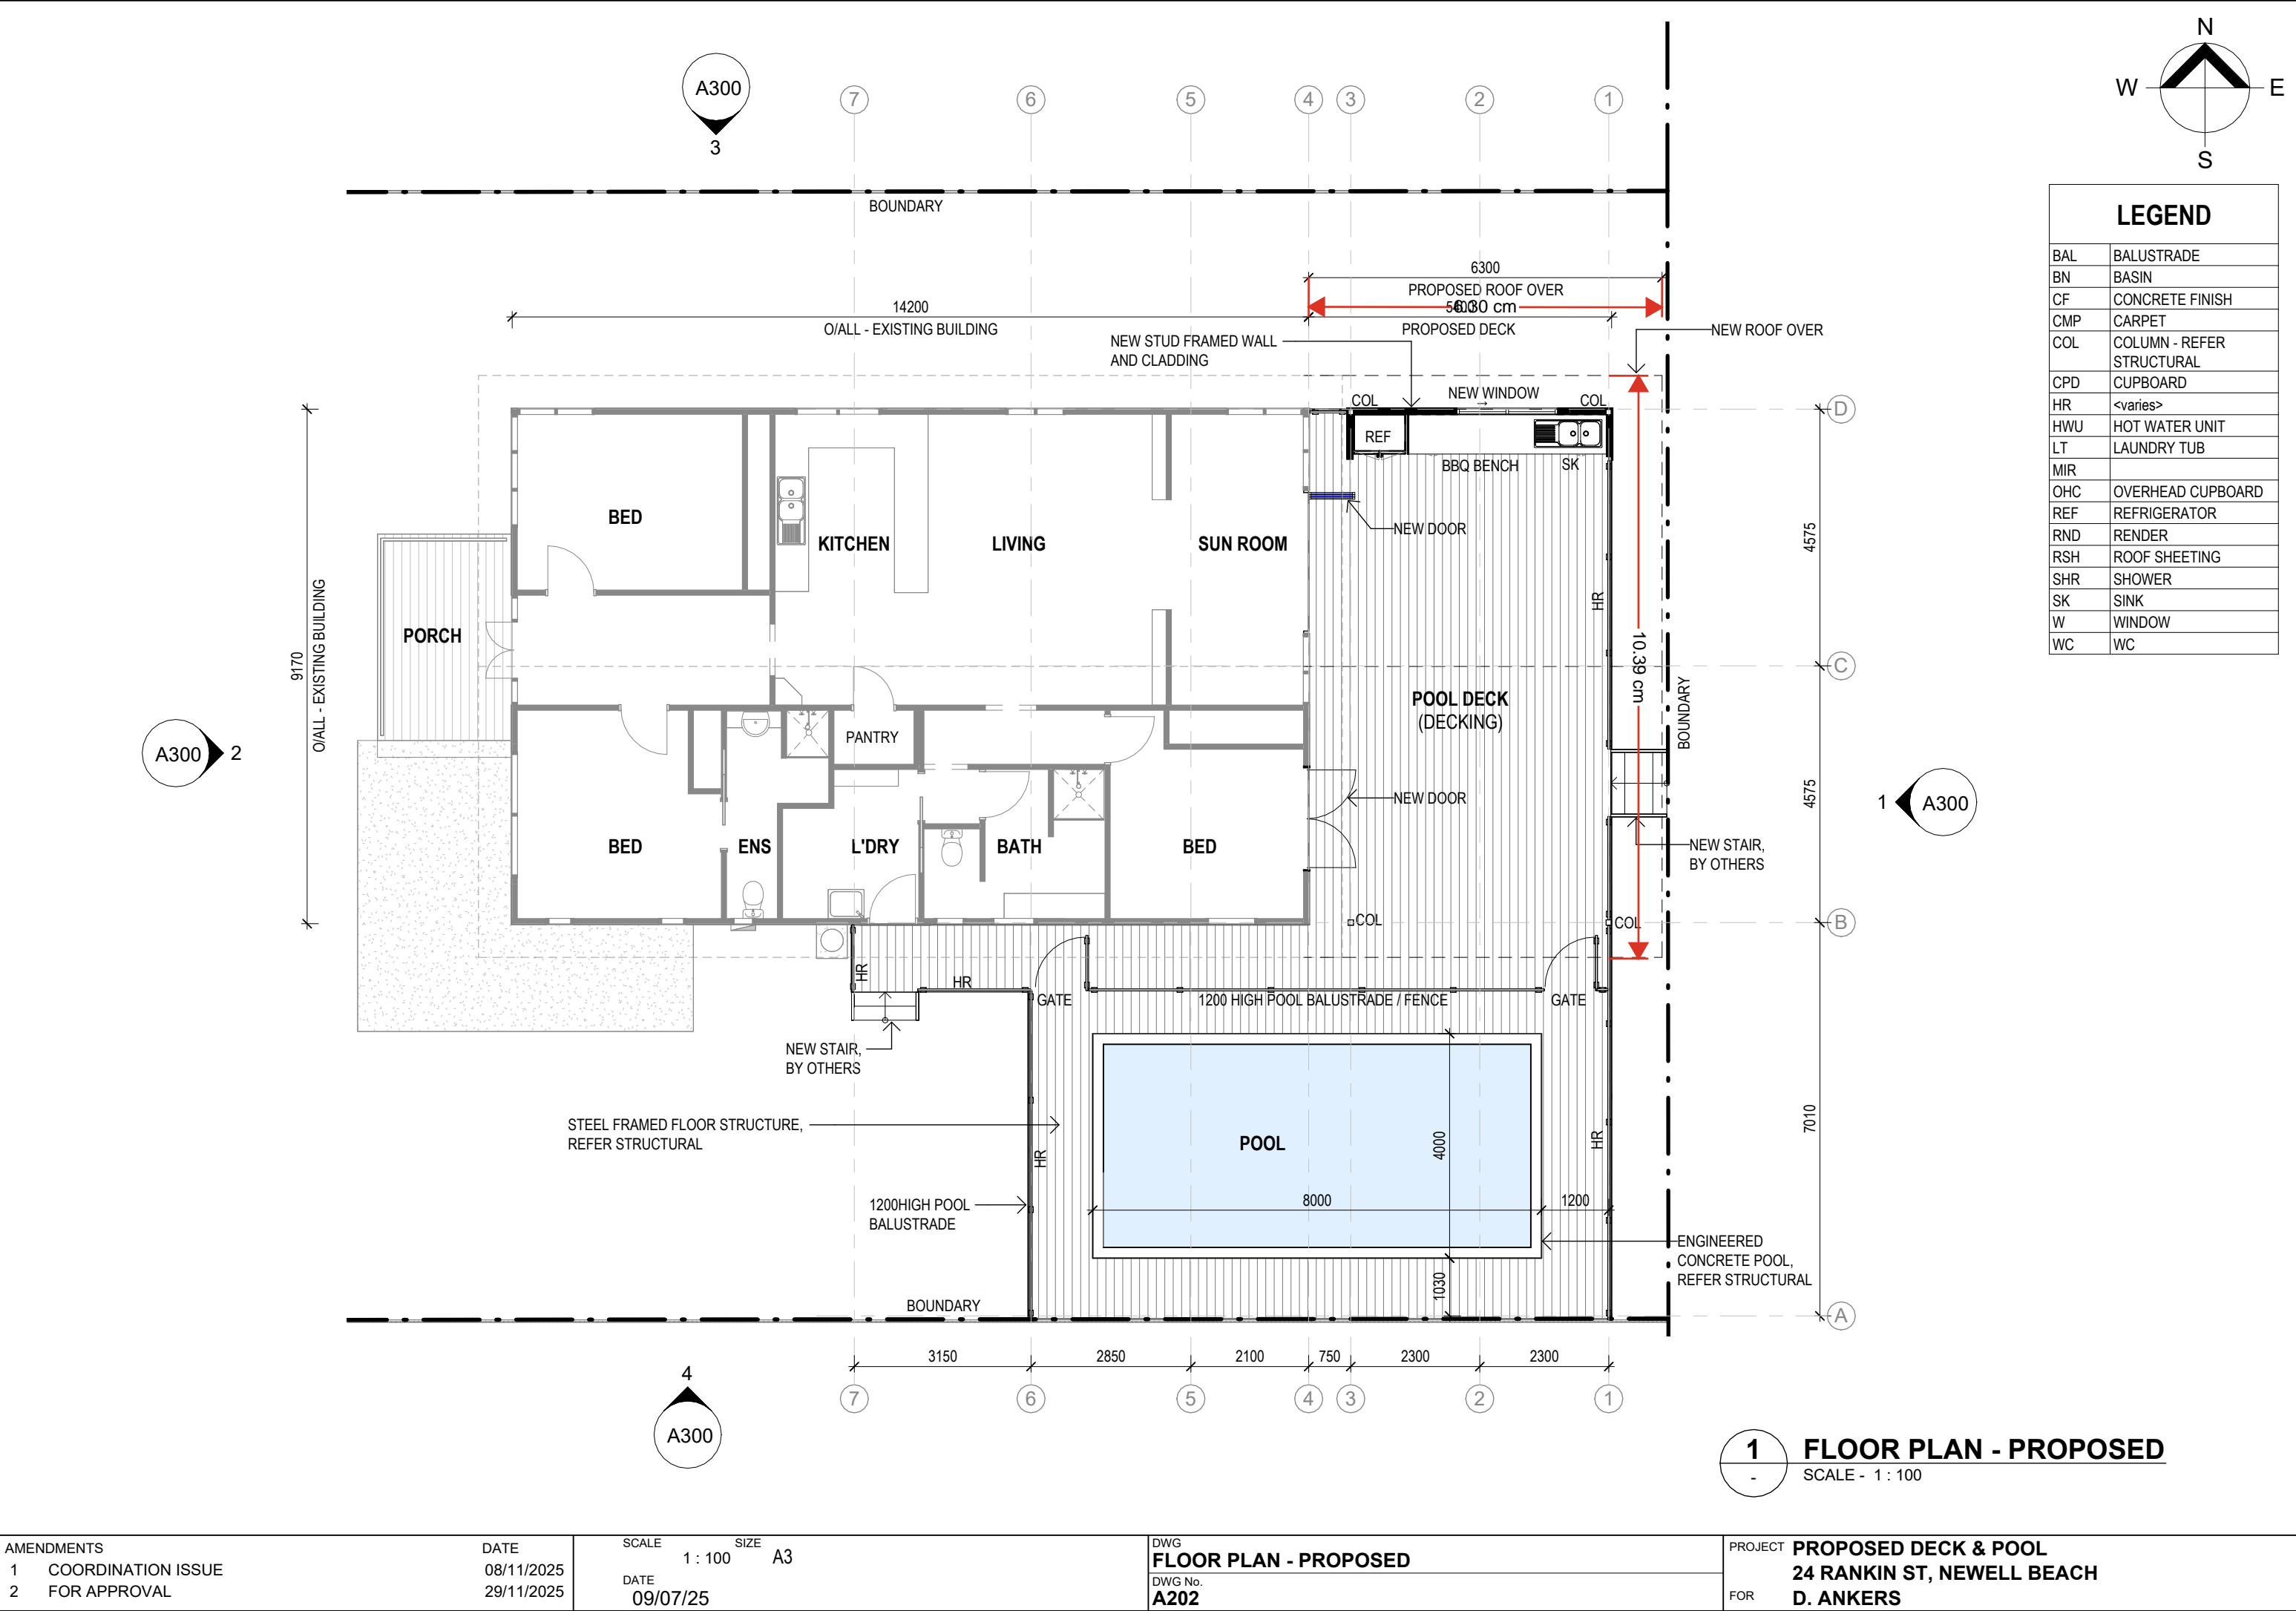 N
W E
S
A300
3
7 6 5 4 3 2 1
BOUNDARY
LEGEND
BAL BALUSTRADE
BN BASIN
CF CONCRETE FINISH
CMP CARPET
COL COLUMN - REFER
STRUCTURAL
CPD CUPBOARD
HR <varies>
HWU HOT WATER UNIT
LT LAUNDRY TUB
MIR
OHC OVERHEAD CUPBOARD
REF REFRIGERATOR
RND RENDER
RSH ROOF SHEETING
SHR SHOWER
SK SINK
W WINDOW
WC WC
6300
PROPOSED ROOF OVER
14200
5400
6.30 cm
O/ALL - EXISTING BUILDING
PROPOSED DECK
NEW ROOF OVER
NEW STUD FRAMED WALL
AND CLADDING
NEW WINDOW
COL
COL
D
REF
BBQ BENCH
SK
BED
KITCHEN
LIVING
SUN ROOM
NEW DOOR
4575
HR
PORCH
9170
O/ALL - EXISTING BUILDING
10.39 cm
C
POOL DECK
(DECKING)
BOUNDARY
PANTRY
A300
2
NEW DOOR
4575
1
A300
BED
ENS
L'DRY
BATH
BED
NEW STAIR,
BY OTHERS
COL
COL
B
HR
HR
GATE
1200 HIGH POOL BALUSTRADE / FENCE
GATE
NEW STAIR,
BY OTHERS
STEEL FRAMED FLOOR STRUCTURE,
REFER STRUCTURAL
HR
POOL
4000
HR
7010
8000
1200
1200HIGH POOL
BALUSTRADE
ENGINEERED
CONCRETE POOL,
REFER STRUCTURAL
1030
BOUNDARY
A
3150 2850 2100 750 2300 2300
4
A300
7 6 5 4 3 2 1
1
-
FLOOR PLAN - PROPOSED
SCALE - 1 : 100
AMENDMENTS DATE
1 COORDINATION ISSUE 08/11/2025
2 FOR APPROVAL 29/11/2025
SCALE 1 : 100 SIZE A3
DATE
09/07/25
DWG
FLOOR PLAN - PROPOSED
DWG No.
A202
PROJECT PROPOSED DECK & POOL
24 RANKIN ST, NEWELL BEACH
FOR D. ANKERS